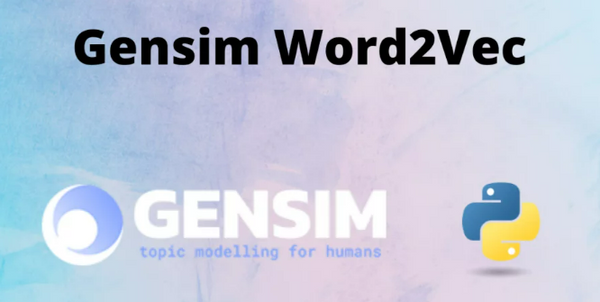 Gensim Word2Vec
GENSIM
topic modelling for humans